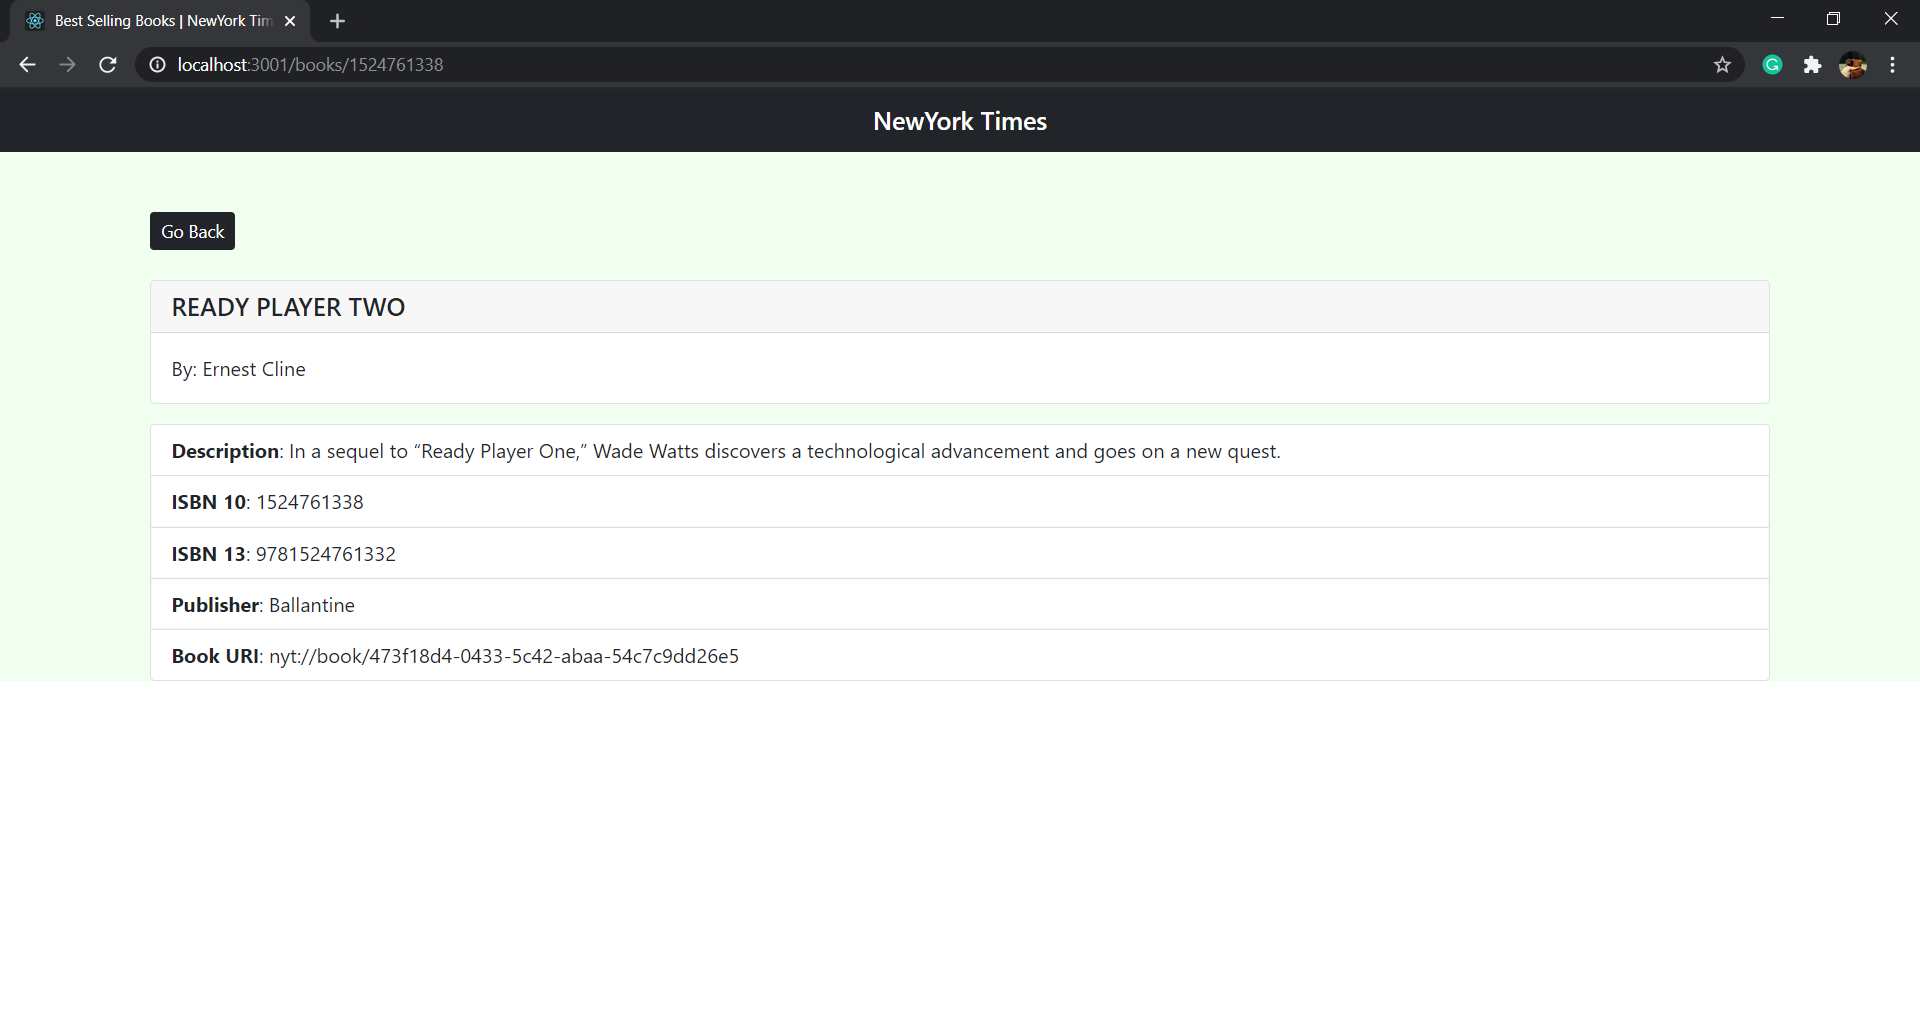 Best Selling Books | NewYork Tim
localhost:3001/books/1524761338
NewYork Times
Go Back
READY PLAYER TWO
By: Ernest Cline
Description: In a sequel to “Ready Player One,” Wade Watts discovers a technological advancement and goes on a new quest.
ISBN 10: 1524761338
ISBN 13: 9781524761332
Publisher: Ballantine
Book URI: nyt://book/473f18d4-0433-5c42-abaa-54c7c9dd26e5